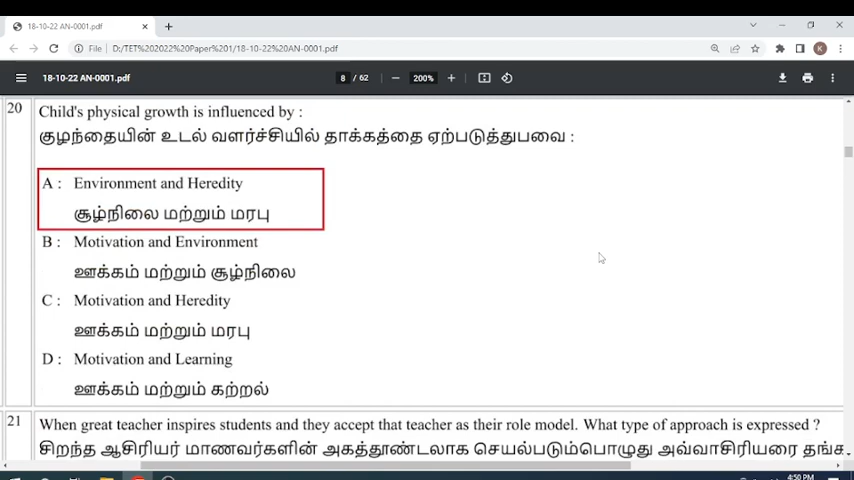 18-10-22 AN-0001.pdf
File D:/TET%202022%20Paper%201/18-10-22%20AN-0001.pdf
K
18-10-22 AN-0001.pdf 8 / 62 200%
20 Child's physical growth is influenced by :
குழந்தையின் உடல் வளர்ச்சியில் தாக்கத்தை ஏற்படுத்துபவை :
A : Environment and Heredity
சூழ்நிலை மற்றும் மரபு
B : Motivation and Environment
ஊக்கம் மற்றும் சூழ்நிலை
C : Motivation and Heredity
ஊக்கம் மற்றும் மரபு
D : Motivation and Learning
ஊக்கம் மற்றும் கற்றல்
21 When great teacher inspires students and they accept that teacher as their role model. What type of approach is expressed ?
சிறந்த ஆசிரியர் மாணவர்களின் அகத்தூண்டலாக செயல்படும்பொழுது அவ்வாசிரியரை தங்க
4:50 PM